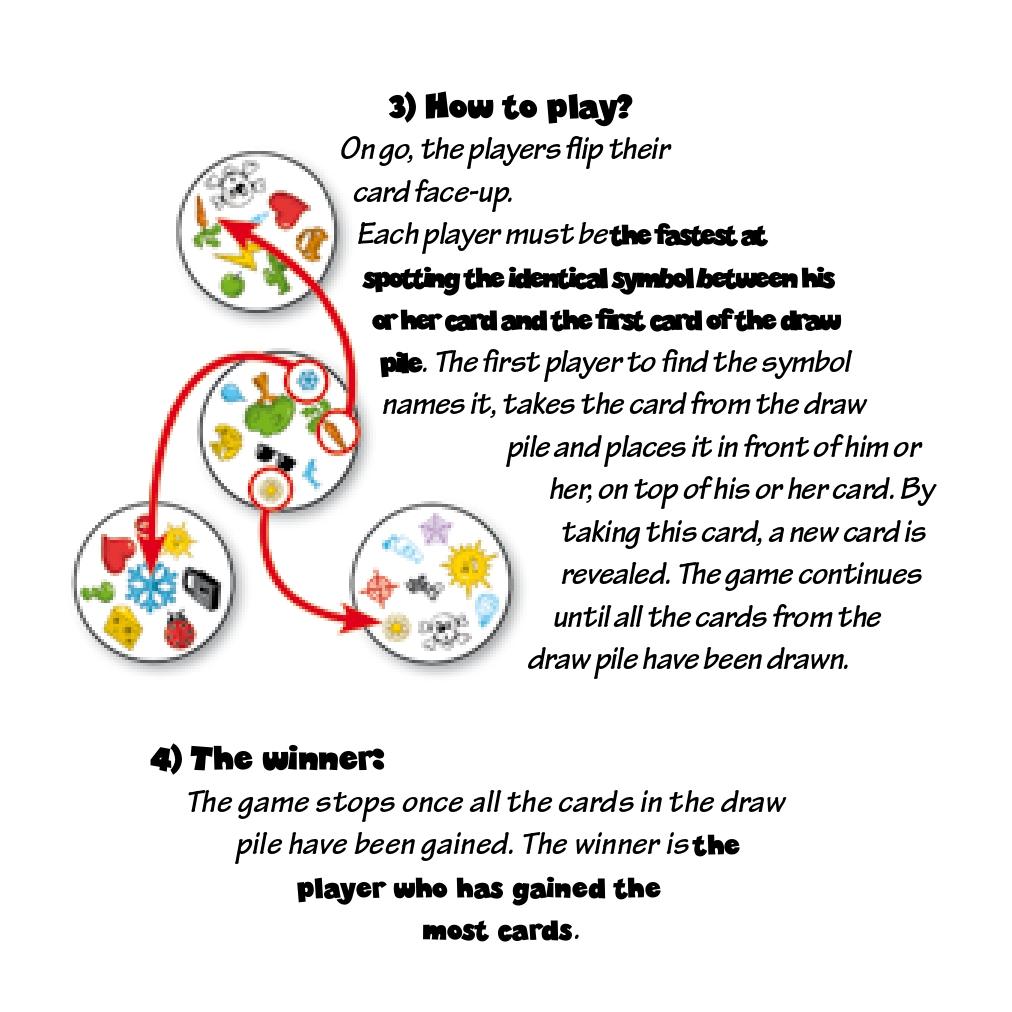 3) How to play?
On go, the players flip their
card face-up.
Each player must be the fastest at
spotting the identical symbol between his
or her card and the first card of the draw
pile. The first player to find the symbol
names it, takes the card from the draw
pile and places it in front of him or
her, on top of his or her card. By
taking this card, a new card is
revealed. The game continues
until all the cards from the
draw pile have been drawn.
4) The winner:
The game stops once all the cards in the draw
pile have been gained. The winner is the
player who has gained the
most cards.